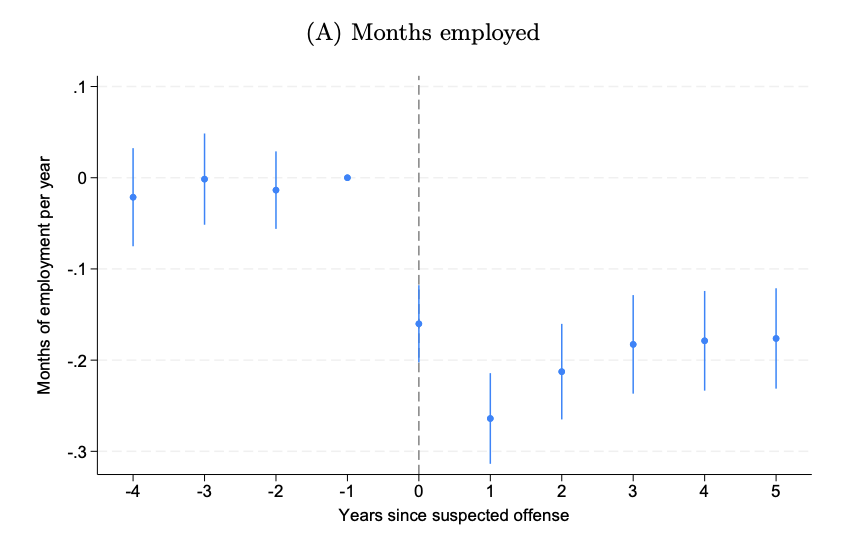 (A) Months employed
Months of employment per year
.1
0
-.1
-.2
-.3
-4 -3 -2 -1 0 1 2 3 4 5
Years since suspected offense